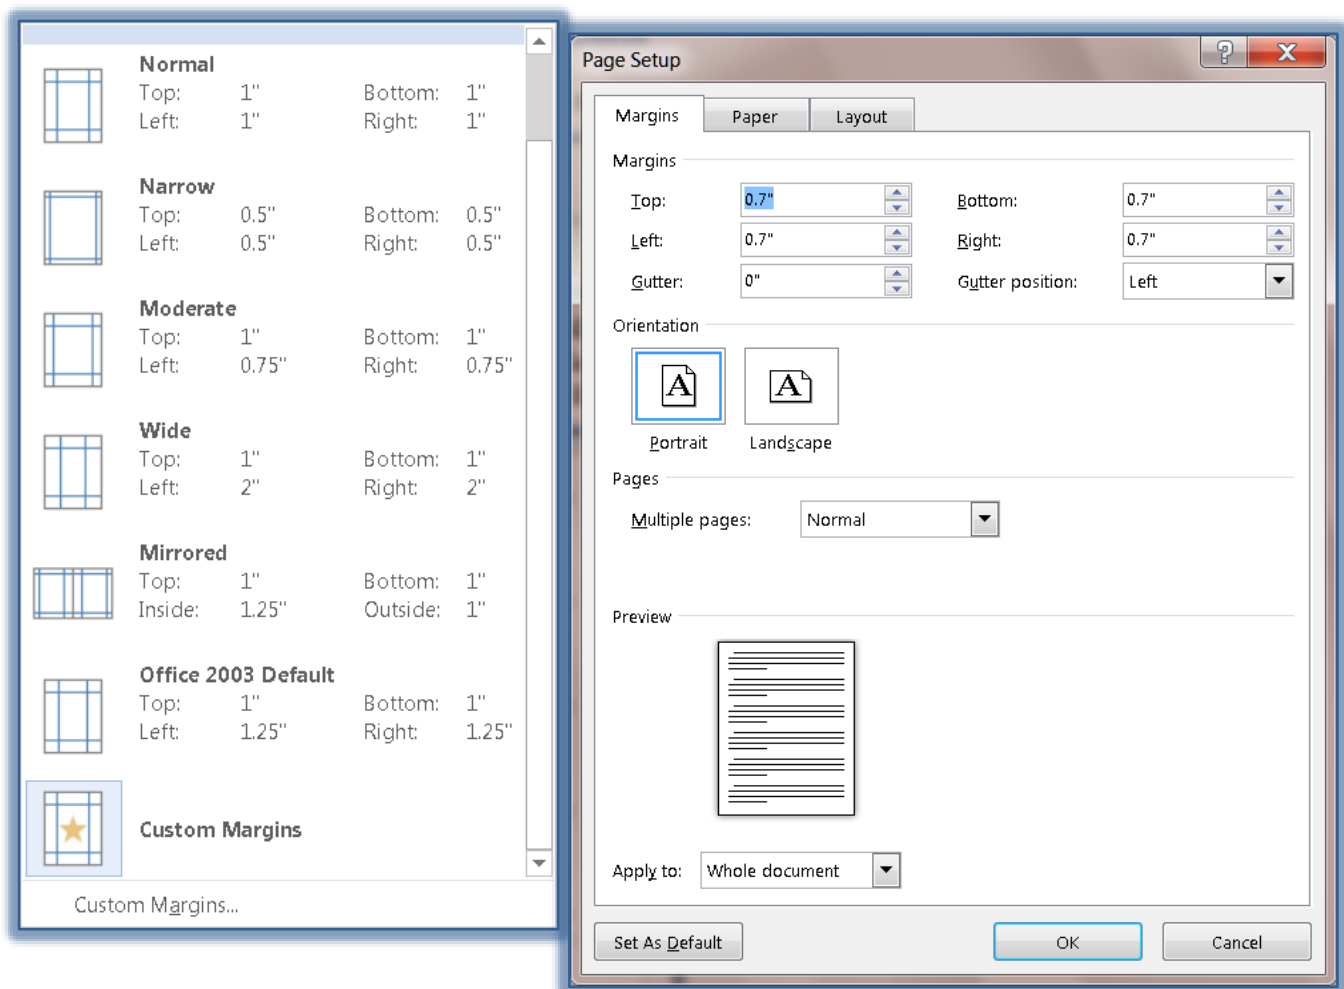 Normal
Top: 1" Bottom: 1"
Left: 1" Right: 1"
Narrow
Top: 0.5" Bottom: 0.5"
Left: 0.5" Right: 0.5"
Moderate
Top: 1" Bottom: 1"
Left: 0.75" Right: 0.75"
Wide
Top: 1" Bottom: 1"
Left: 2" Right: 2"
Mirrored
Top: 1" Bottom: 1"
Inside: 1.25" Outside: 1"
Office 2003 Default
Top: 1" Bottom: 1"
Left: 1.25" Right: 1.25"
Custom Margins
Custom Margins...
Page Setup ? X
Margins Paper Layout
Margins
Top: 0.7" Bottom: 0.7"
Left: 0.7" Right: 0.7"
Gutter: 0" Gutter position: Left
Orientation
A A
Portrait Landscape
Pages
Multiple pages: Normal
Preview
Apply to: Whole document
Set As Default OK Cancel